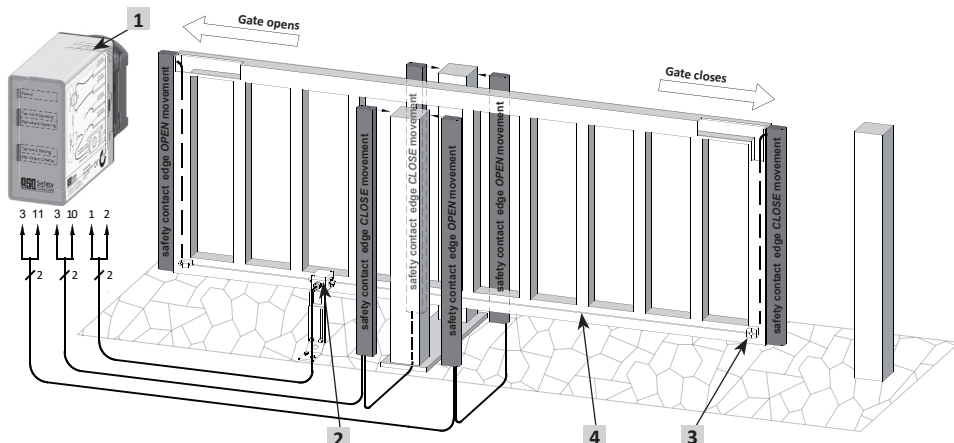 1
Gate opens
Gate closes
ASO Safety
safety contact edge OPEN movement
safety contact edge CLOSE movement
safety contact edge CLOSE movement
safety contact edge OPEN movement
safety contact edge OPEN movement
safety contact edge CLOSE movement
3 11 3 10 1 2
2 2 2
2
4
3